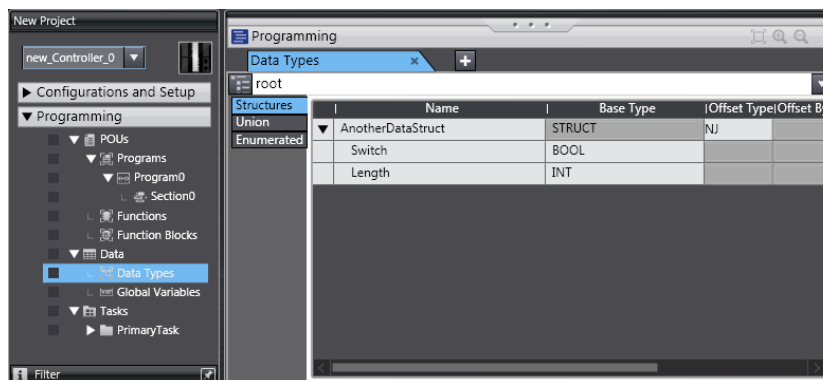 New Project
new_Controller_0
Configurations and Setup
Programming
POUs
Programs
Program0
Section0
Functions
Function Blocks
Data
Data Types
Global Variables
Tasks
PrimaryTask
Filter
Programming
Data Types
root
Structures
Union
Enumerated
Name Base Type Offset Type Offset By
AnotherDataStruct STRUCT NJ
Switch BOOL
Length INT